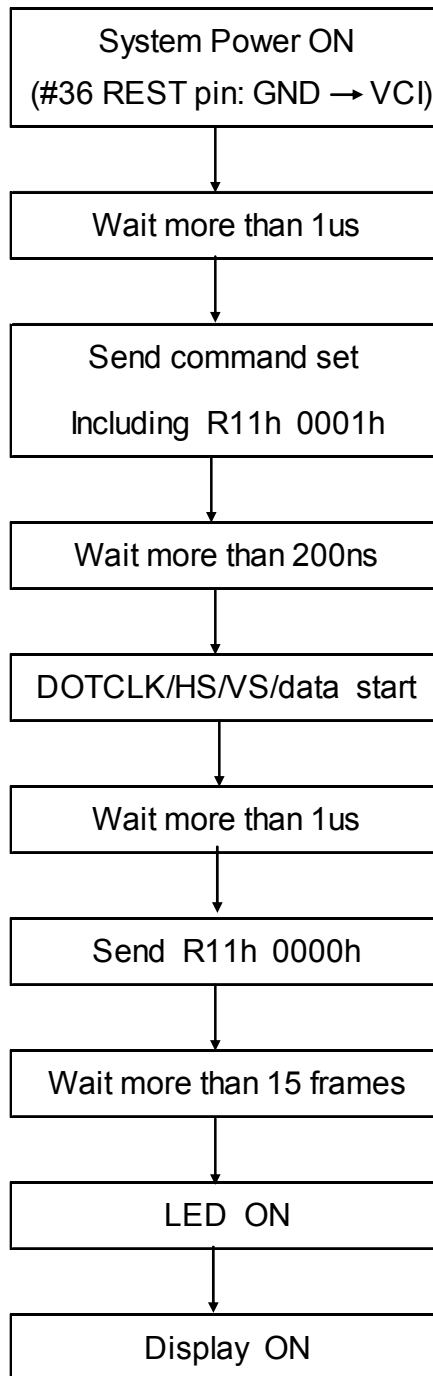 System Power ON
(#36 REST pin: GND → VCI)
Wait more than 1us
Send command set
Including R11h 0001h
Wait more than 200ns
DOTCLK/HS/VS/data start
Wait more than 1us
Send R11h 0000h
Wait more than 15 frames
LED ON
Display ON